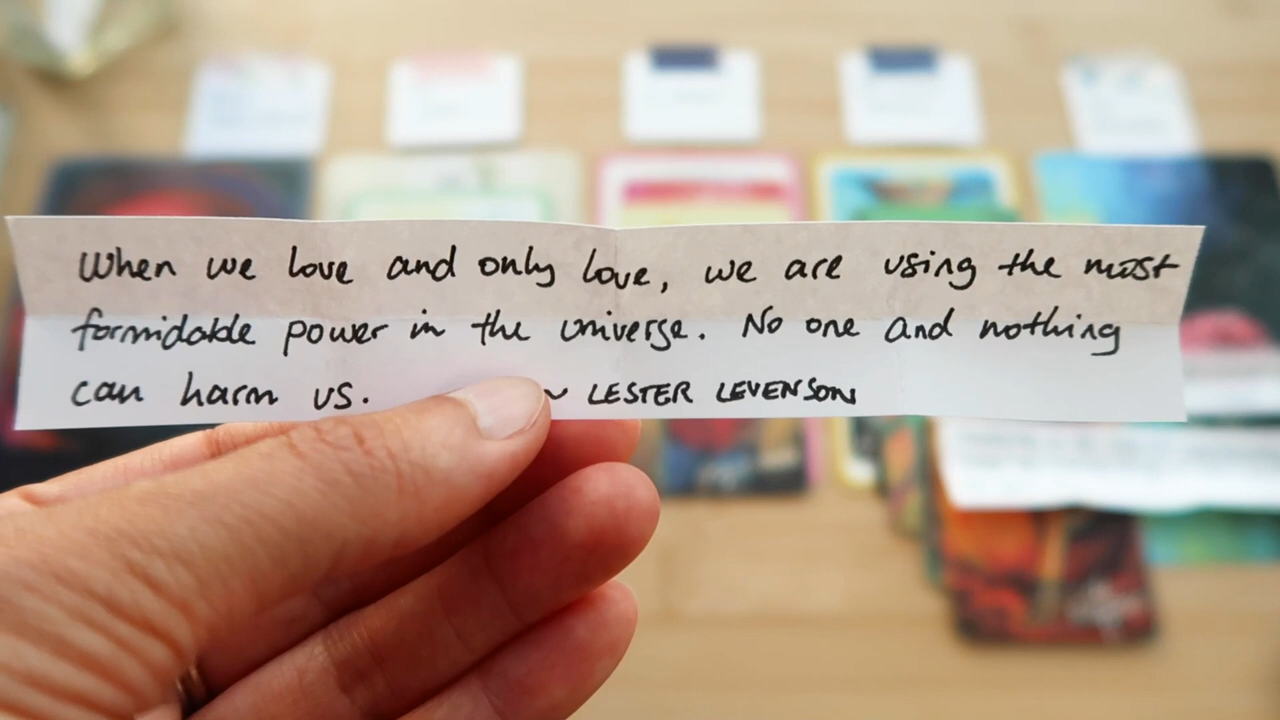 When we love and only love, we are using the most
formidable power in the universe. No one and nothing
can harm us. ~ LESTER LEVENSON